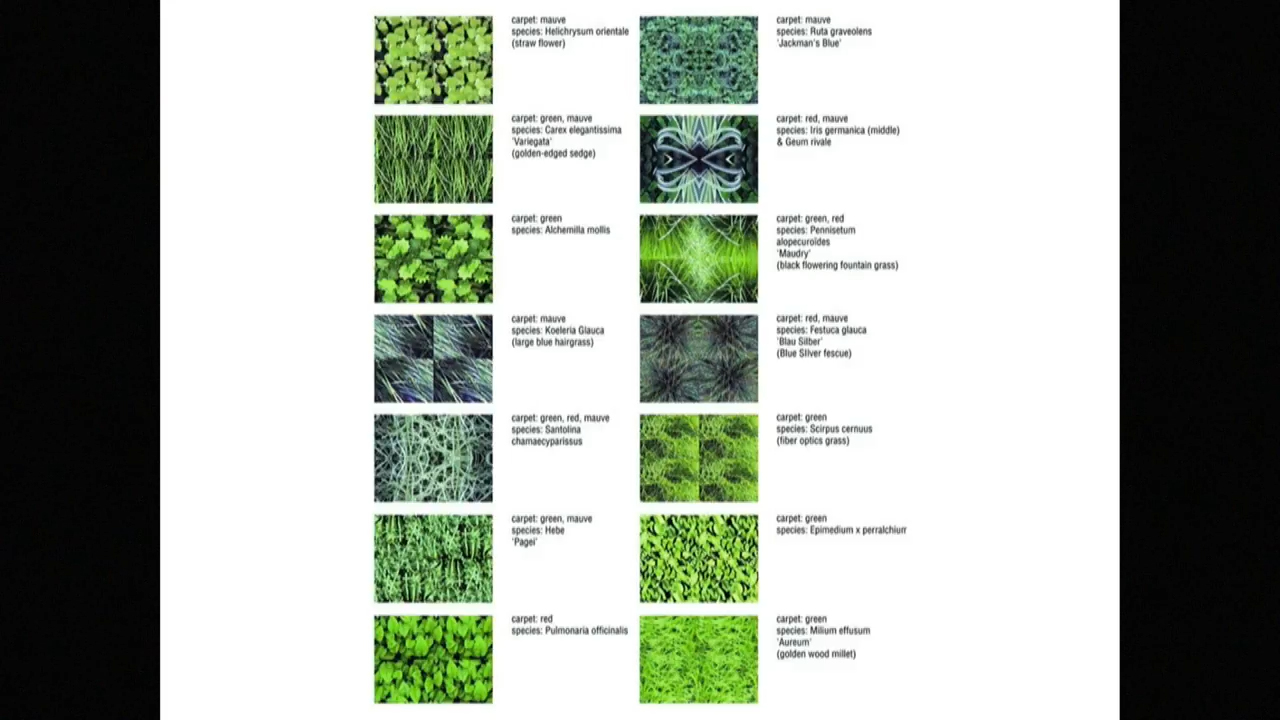 carpet: mauve
species: Helichrysum orientale
(straw flower)
carpet: mauve
species: Ruta graveolens
'Jackman's Blue'
carpet: green, mauve
species: Carex elegantissima
'Variegata'
(golden-edged sedge)
carpet: red, mauve
species: Iris germanica (middle)
& Geum rivale
carpet: green
species: Alchemilla mollis
carpet: green, red
species: Pennisetum
alopecuroides
'Maudry'
(black flowering fountain grass)
carpet: mauve
species: Koeleria Glauca
(large blue hairgrass)
carpet: red, mauve
species: Festuca glauca
'Blau Silber'
(Blue SIlver fescue)
carpet: green, red, mauve
species: Santolina
chamaecyparissus
carpet: green
species: Scirpus cernuus
(fiber optics grass)
carpet: green, mauve
species: Hebe
'Pagei'
carpet: green
species: Epimedium x perralchium
carpet: red
species: Pulmonaria officinalis
carpet: green
species: Milium effusum
'Aureum'
(golden wood millet)